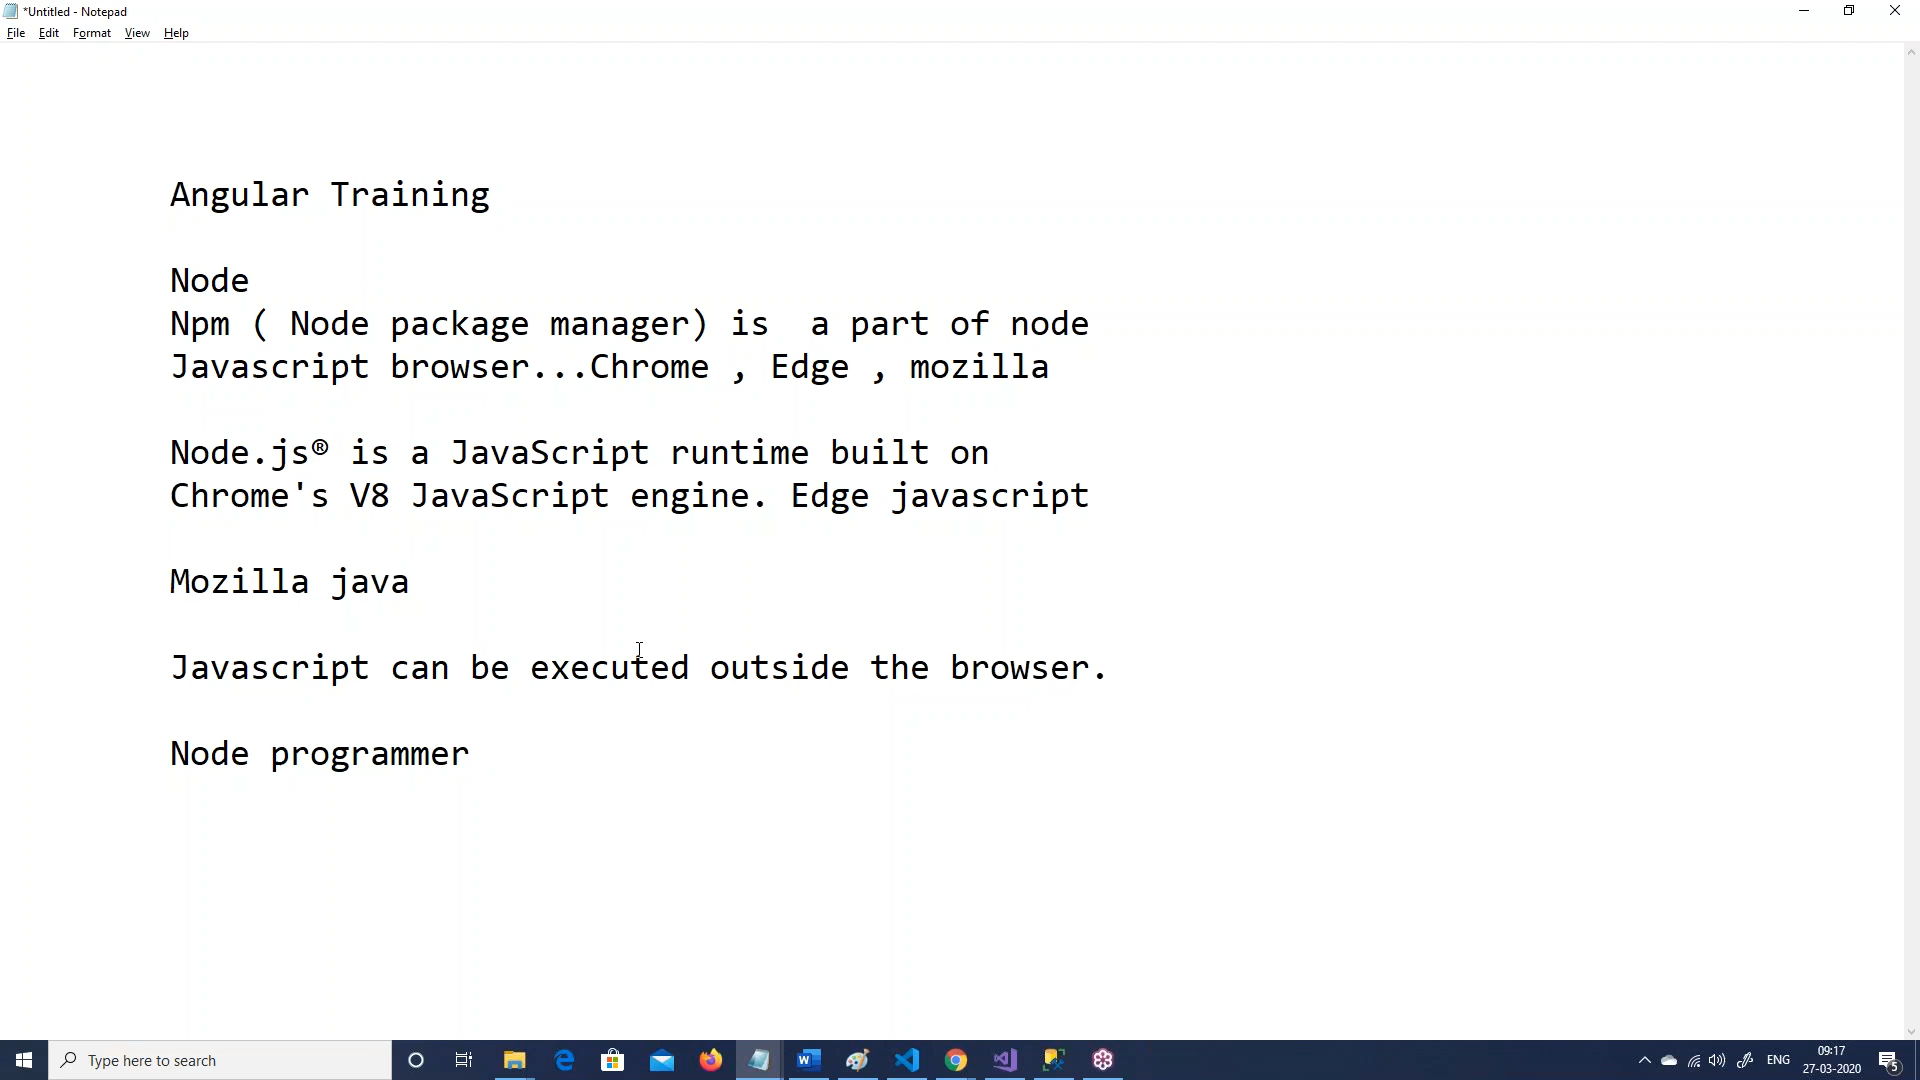 *Untitled - Notepad
File Edit Format View Help
Angular Training
Node
Npm ( Node package manager) is  a part of node
Javascript browser...Chrome , Edge , mozilla
Node.js® is a JavaScript runtime built on
Chrome's V8 JavaScript engine. Edge javascript
Mozilla java
Javascript can be executed outside the browser.
Node programmer
Type here to search
ENG
09:17
27-03-2020
5